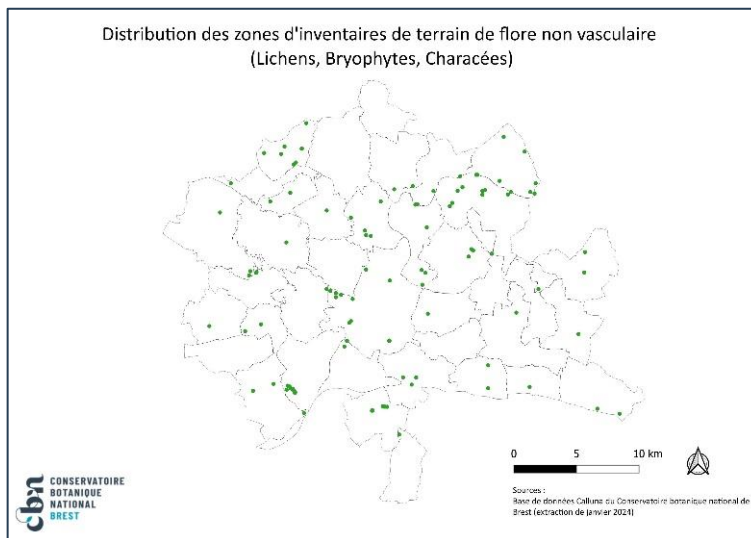 Distribution des zones d'inventaires de terrain de flore non vasculaire
(Lichens, Bryophytes, Characées)
0 5 10 km
Sources :
Base de données Calluna du Conservatoire botanique national de
Brest (extraction de janvier 2024)
cbn
CONSERVATOIRE
BOTANIQUE
NATIONAL
BREST